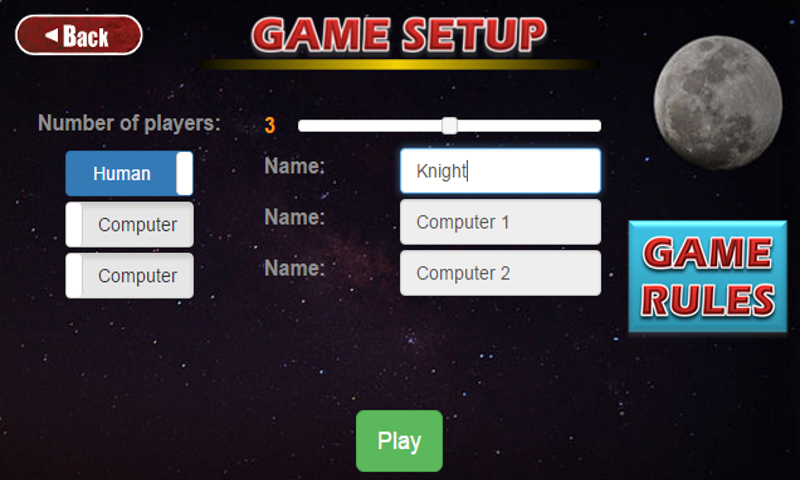 Back
GAME SETUP
Number of players: 3
Human Name: Knight
Computer Name: Computer 1
Computer Name: Computer 2
GAME
RULES
Play